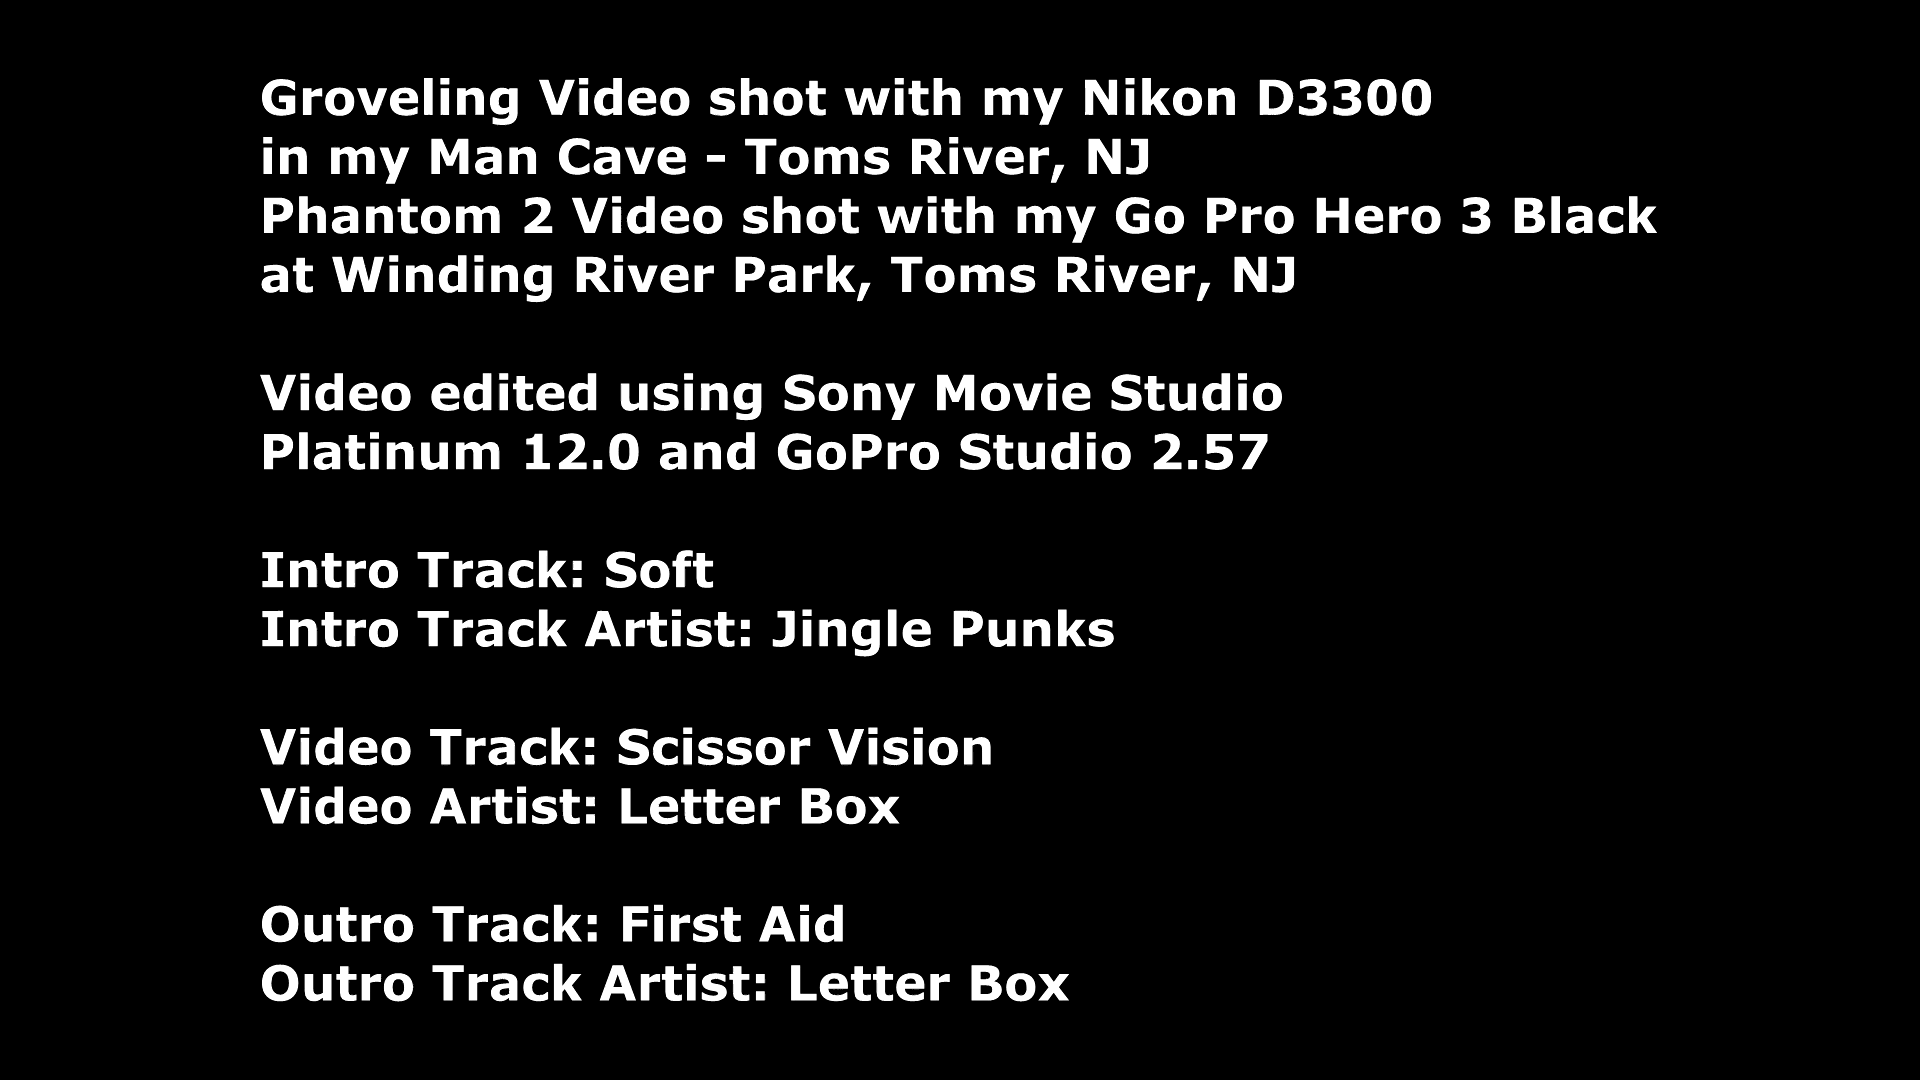 Groveling Video shot with my Nikon D3300
in my Man Cave - Toms River, NJ
Phantom 2 Video shot with my Go Pro Hero 3 Black
at Winding River Park, Toms River, NJ
Video edited using Sony Movie Studio
Platinum 12.0 and GoPro Studio 2.57
Intro Track: Soft
Intro Track Artist: Jingle Punks
Video Track: Scissor Vision
Video Artist: Letter Box
Outro Track: First Aid
Outro Track Artist: Letter Box